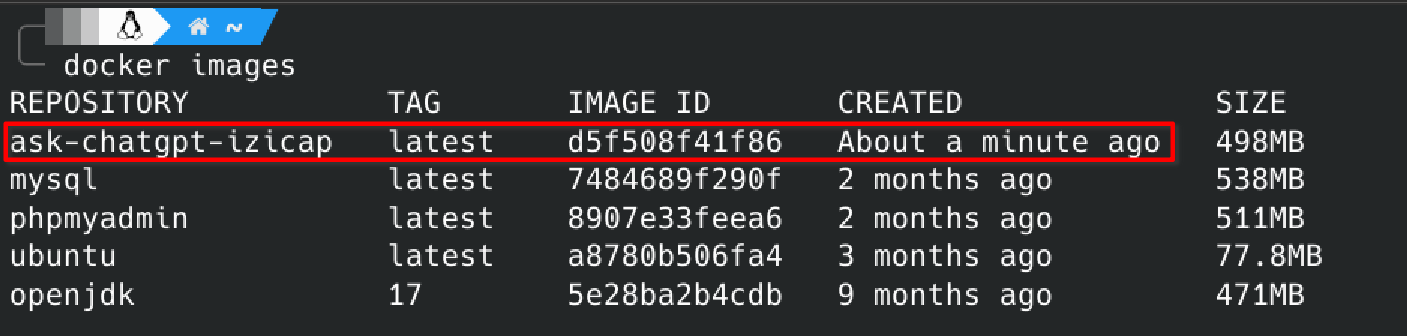 ~
docker images
REPOSITORY TAG IMAGE ID CREATED SIZE
ask-chatgpt-izicap latest d5f508f41f86 About a minute ago 498MB
mysql latest 7484689f290f 2 months ago 538MB
phpmyadmin latest 8907e33feea6 2 months ago 511MB
ubuntu latest a8780b506fa4 3 months ago 77.8MB
openjdk 17 5e28ba2b4cdb 9 months ago 471MB